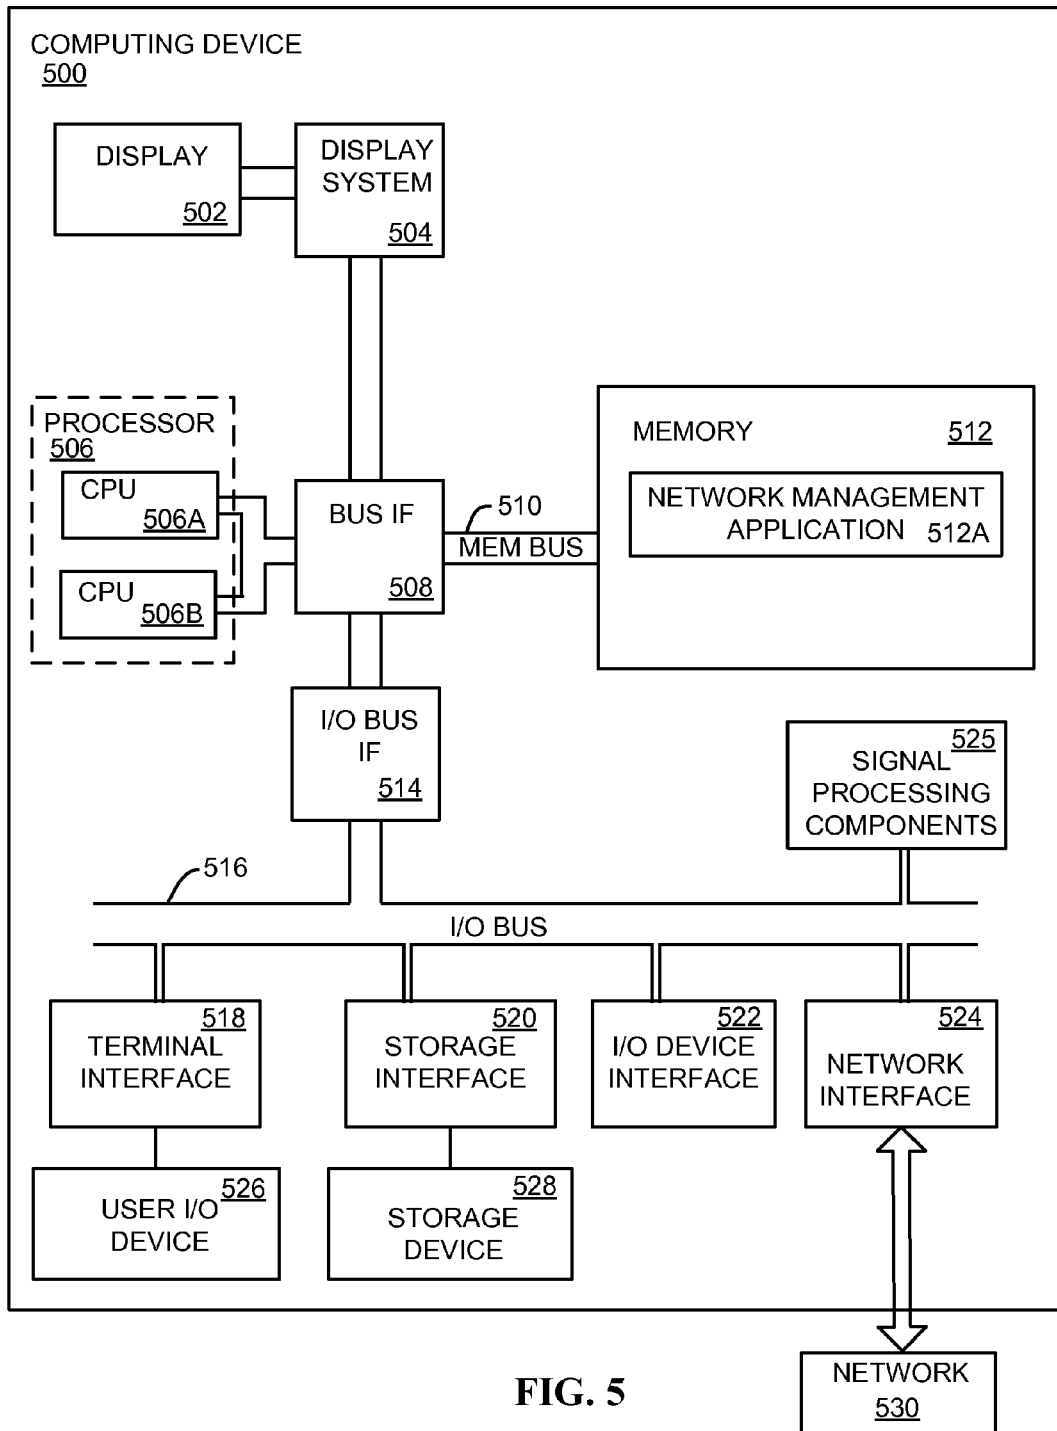 COMPUTING DEVICE
500
DISPLAY
502
DISPLAY
SYSTEM
504
PROCESSOR
506
CPU
506A
CPU
506B
BUS IF
508
510
MEM BUS
MEMORY
512
NETWORK MANAGEMENT
APPLICATION
512A
I/O BUS
IF
514
525
SIGNAL
PROCESSING
COMPONENTS
516
I/O BUS
518
TERMINAL
INTERFACE
520
STORAGE
INTERFACE
522
I/O DEVICE
INTERFACE
524
NETWORK
INTERFACE
526
USER I/O
DEVICE
528
STORAGE
DEVICE
NETWORK
530
FIG. 5